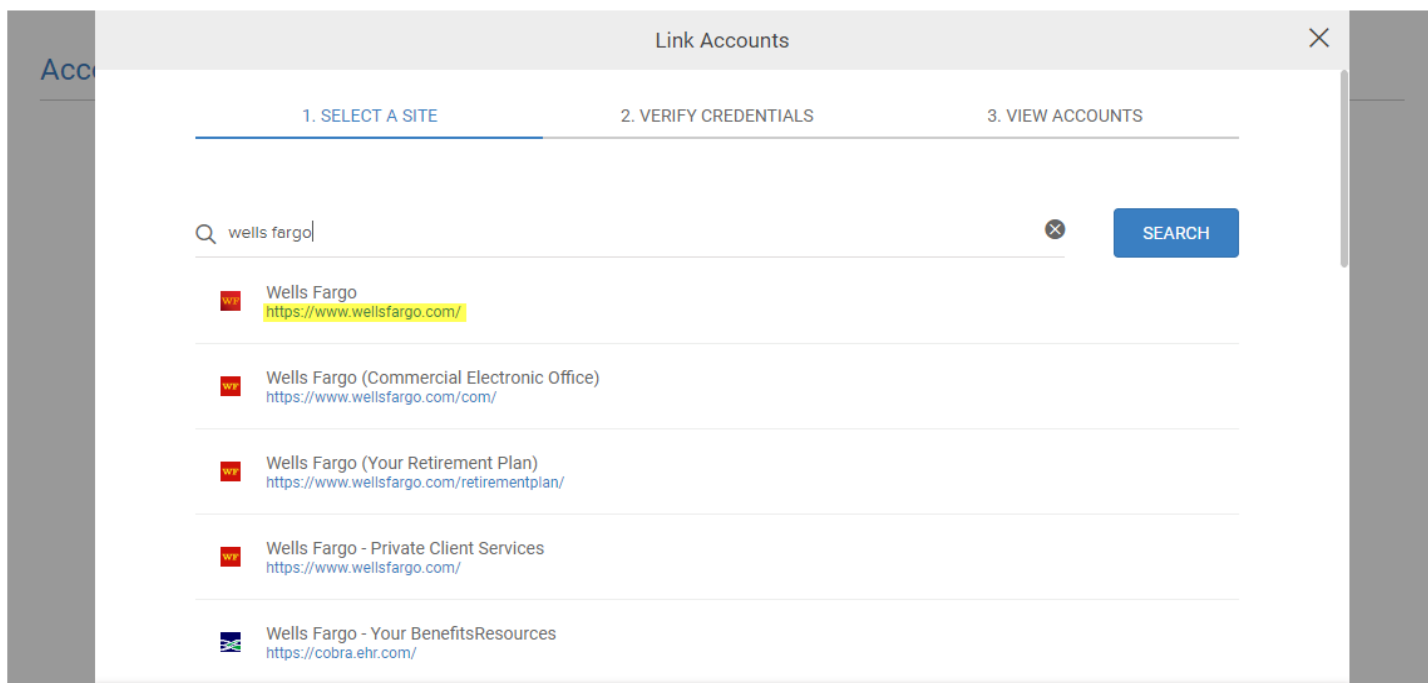 Link Accounts
Acco
1. SELECT A SITE
2. VERIFY CREDENTIALS
3. VIEW ACCOUNTS
wells fargo
SEARCH
WF
Wells Fargo
https://www.wellsfargo.com/
WF
Wells Fargo (Commercial Electronic Office)
https://www.wellsfargo.com/com/
WF
Wells Fargo (Your Retirement Plan)
https://www.wellsfargo.com/retirementplan/
WF
Wells Fargo - Private Client Services
https://www.wellsfargo.com/
Wells Fargo - Your BenefitsResources
https://cobra.ehr.com/